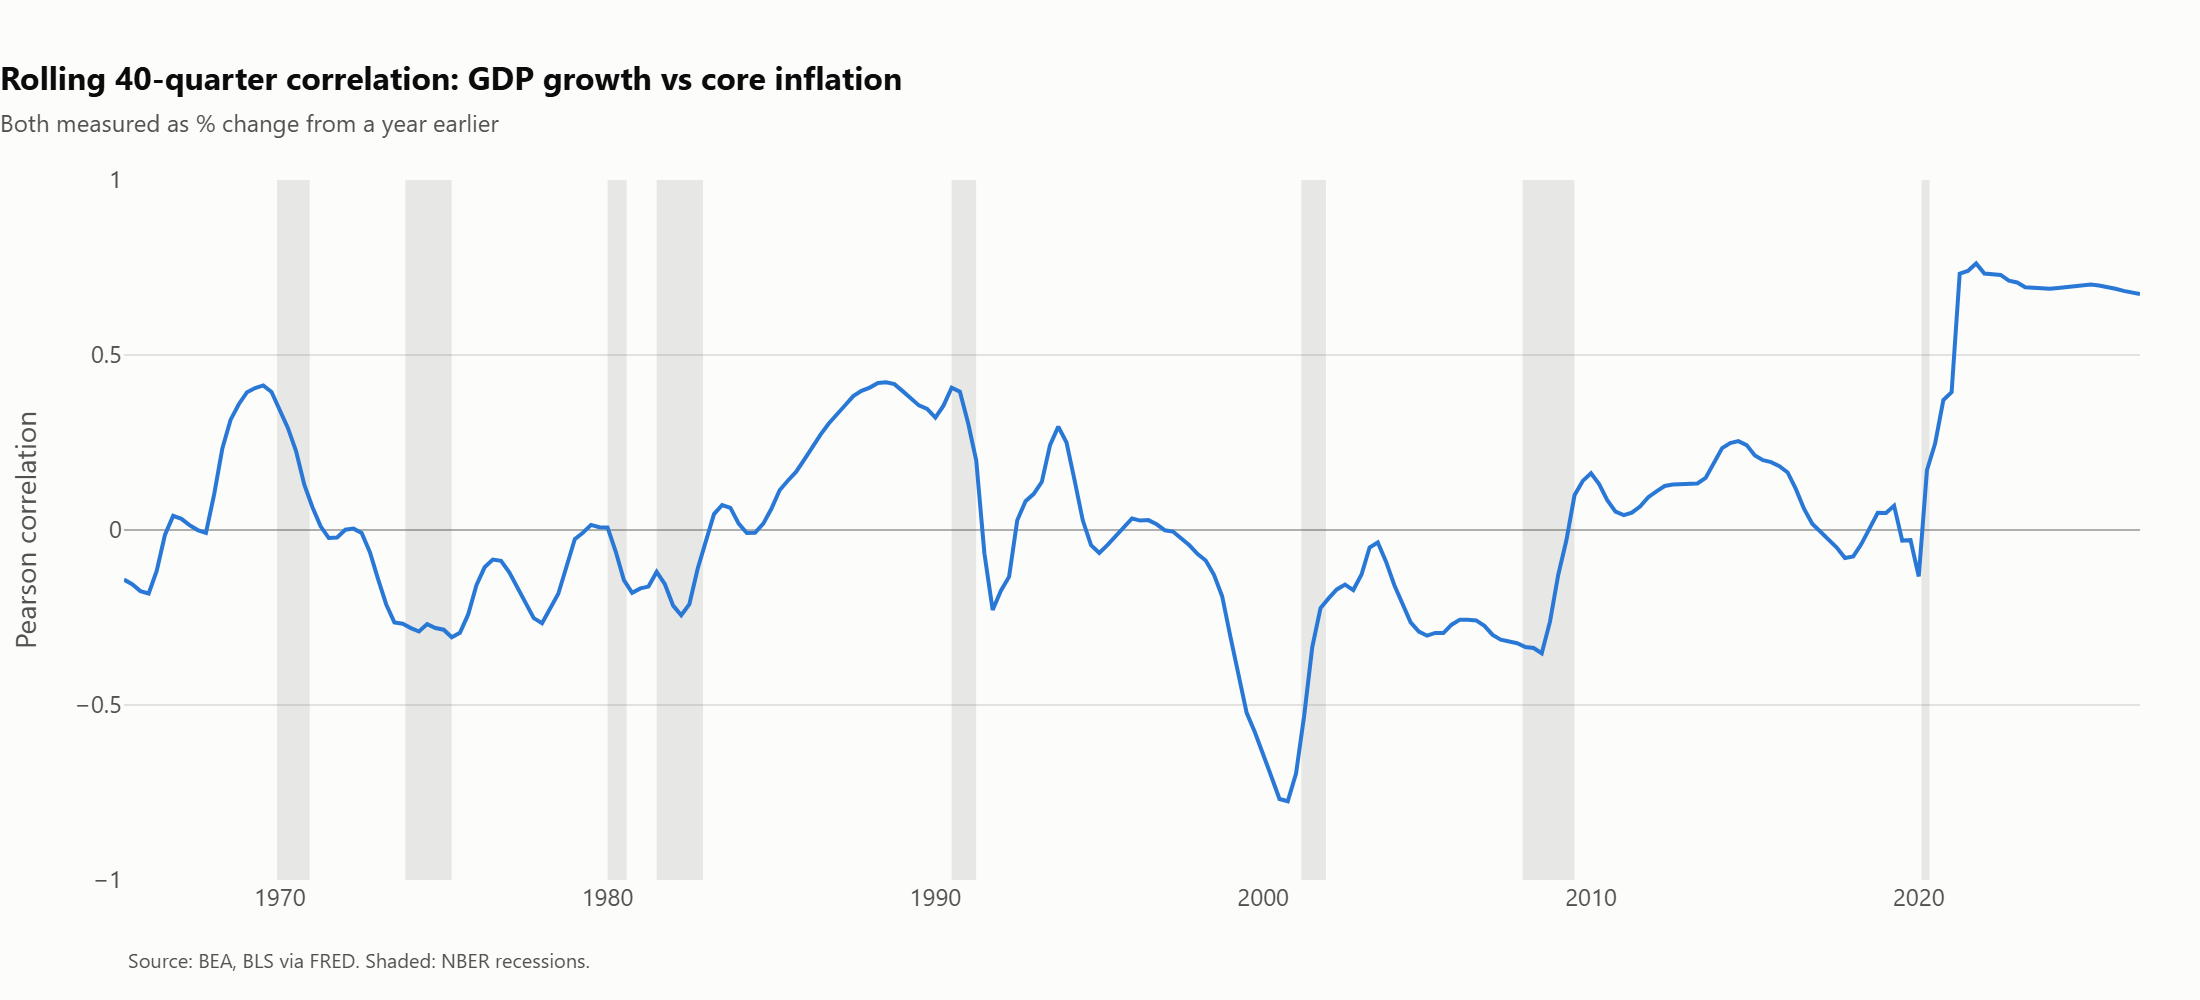 Rolling 40-quarter correlation: GDP growth vs core inflation
Both measured as % change from a year earlier
1
0.5
0
−0.5
−1
Pearson correlation
1970
1980
1990
2000
2010
2020
Source: BEA, BLS via FRED. Shaded: NBER recessions.